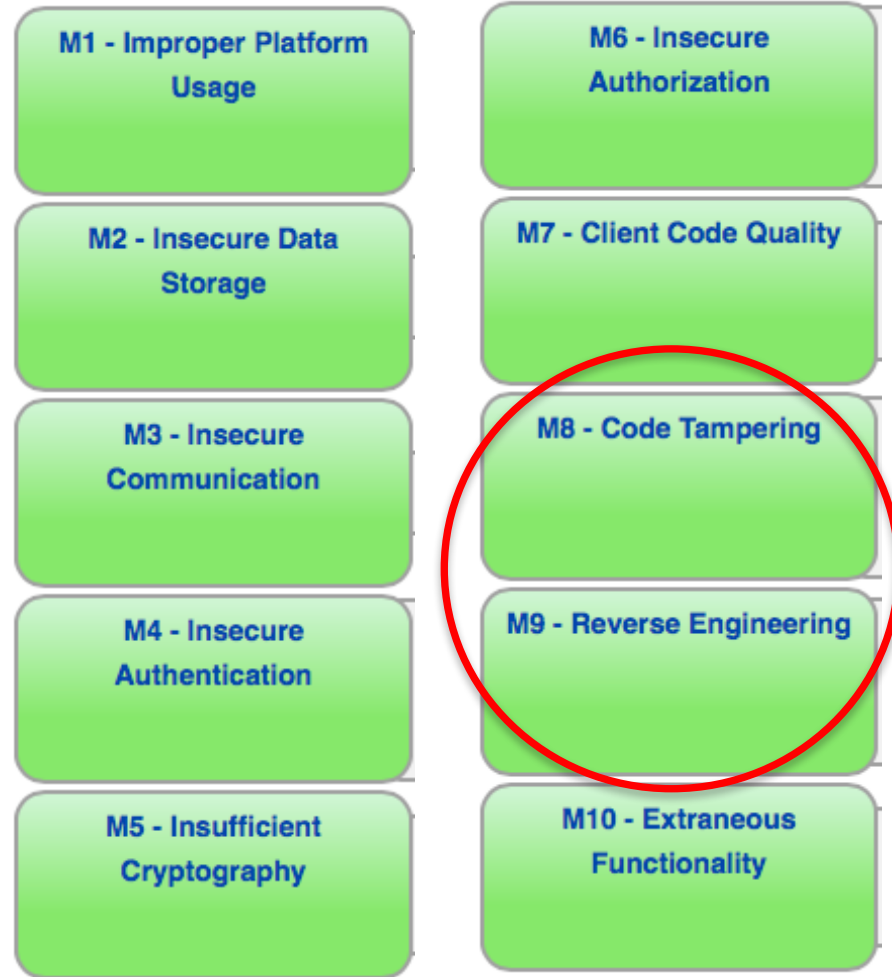 M1 - Improper Platform
Usage
M2 - Insecure Data
Storage
M3 - Insecure
Communication
M4 - Insecure
Authentication
M5 - Insufficient
Cryptography
M6 - Insecure
Authorization
M7 - Client Code Quality
M8 - Code Tampering
M9 - Reverse Engineering
M10 - Extraneous
Functionality